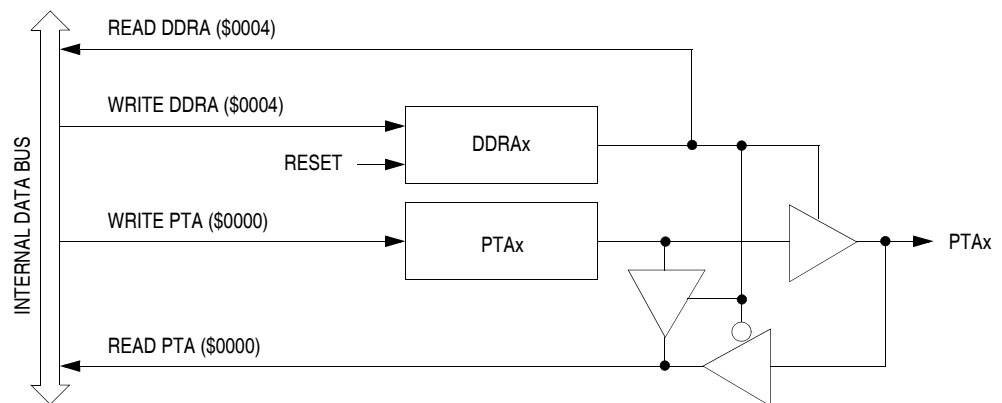 READ DDRA ($0004)
WRITE DDRA ($0004)
DDRAx
RESET
INTERNAL DATA BUS
WRITE PTA ($0000)
PTAx
PTAx
READ PTA ($0000)